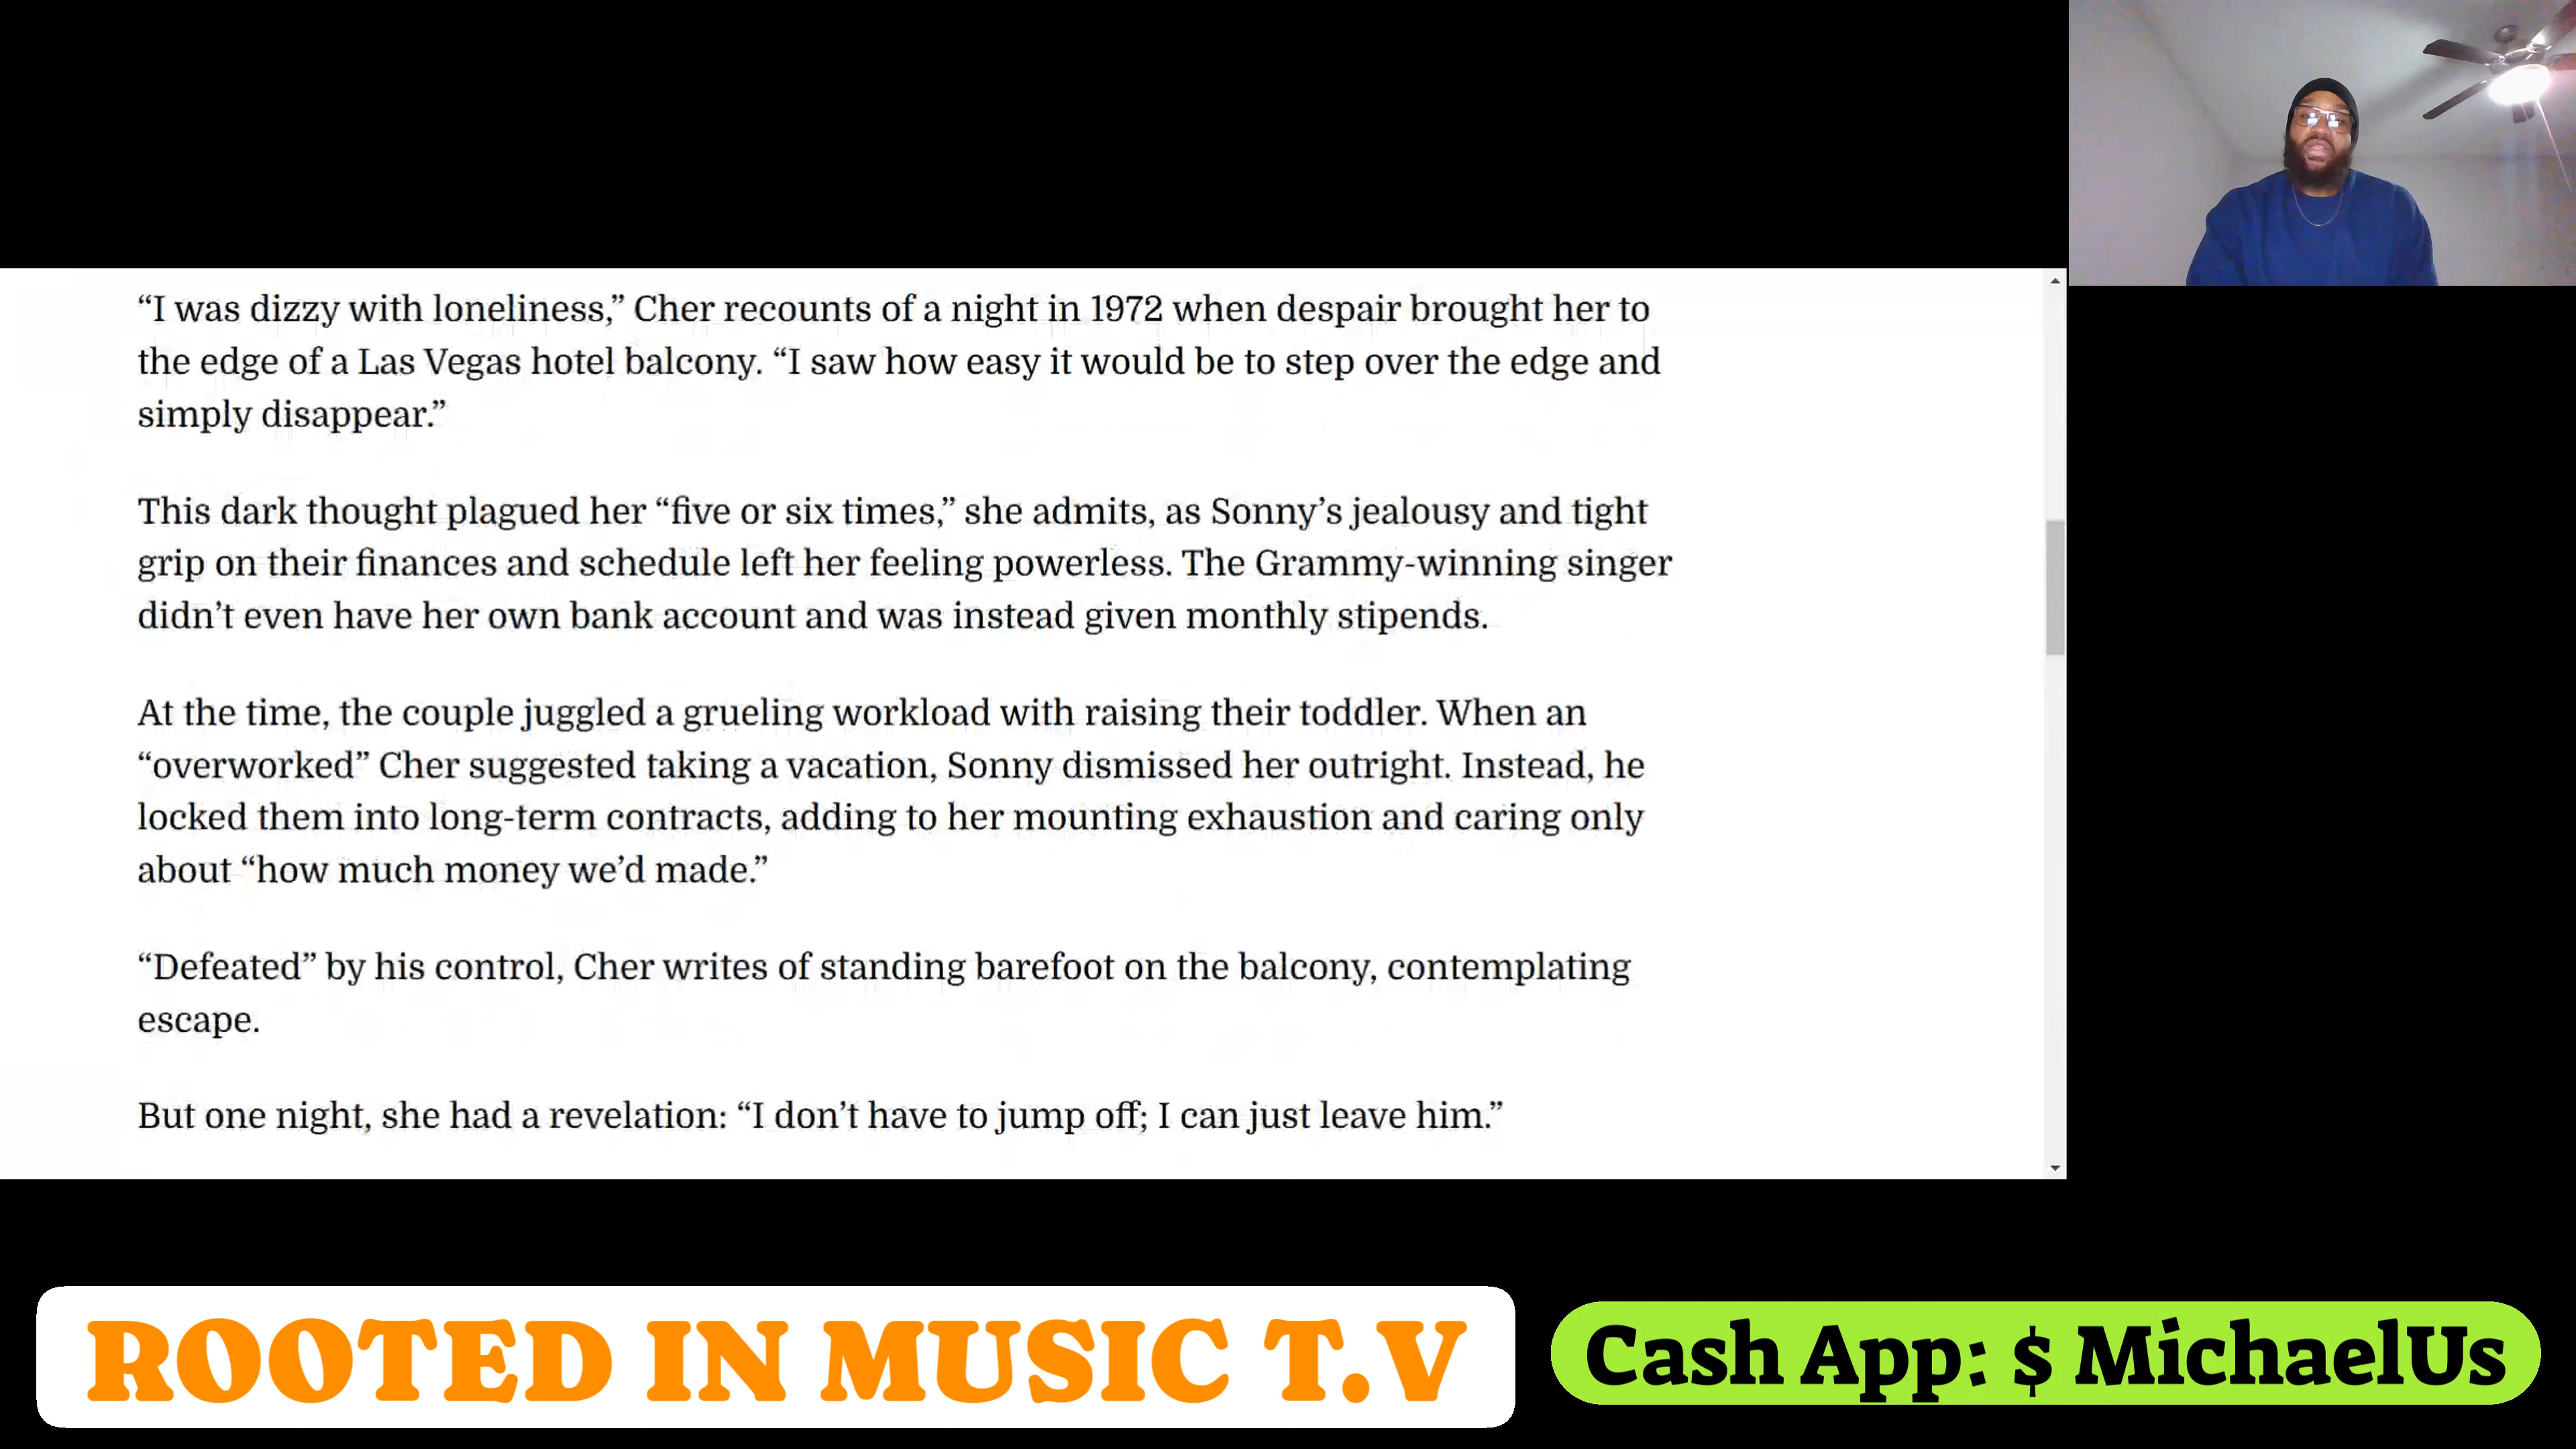 “I was dizzy with loneliness,” Cher recounts of a night in 1972 when despair brought her to
the edge of a Las Vegas hotel balcony. “I saw how easy it would be to step over the edge and
simply disappear.”
This dark thought plagued her “five or six times,” she admits, as Sonny’s jealousy and tight
grip on their finances and schedule left her feeling powerless. The Grammy-winning singer
didn’t even have her own bank account and was instead given monthly stipends.
At the time, the couple juggled a grueling workload with raising their toddler. When an
“overworked” Cher suggested taking a vacation, Sonny dismissed her outright. Instead, he
locked them into long-term contracts, adding to her mounting exhaustion and caring only
about “how much money we’d made.”
“Defeated” by his control, Cher writes of standing barefoot on the balcony, contemplating
escape.
But one night, she had a revelation: “I don’t have to jump off; I can just leave him.”
ROOTED IN MUSIC T.V
Cash App: $ MichaelUs